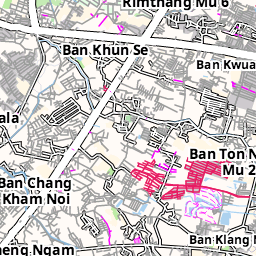 Rimthang Mu 6
Ban Khun Se
Ban Kwua
ala
Ban Ton N
Mu 2
Ban Chang
Kham Noi
Ban Klang
eng Ngam